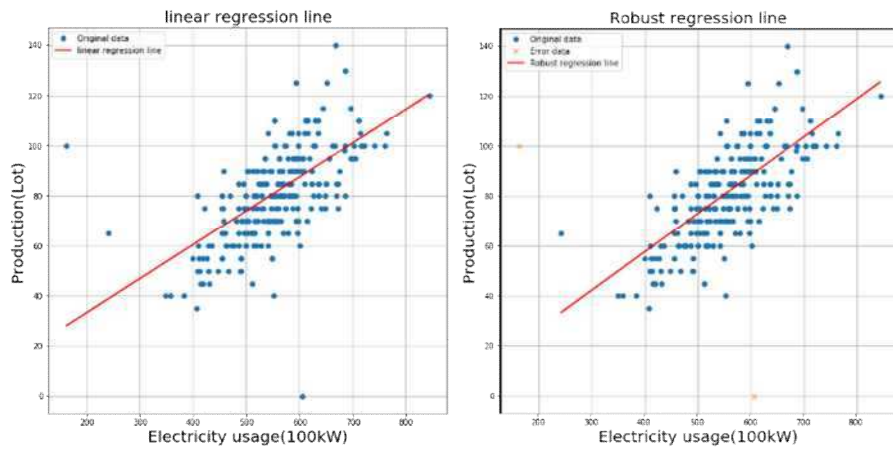 linear regression line
Original data
linear regression line
Production(Lot)
140
120
100
80
60
40
20
0
200
300
400
500
600
700
800
Electricity usage(100kW)
Robust regression line
Original data
Error data
Robust regression line
Production(Lot)
140
120
100
80
60
40
20
0
200
300
400
500
600
700
800
Electricity usage(100kW)